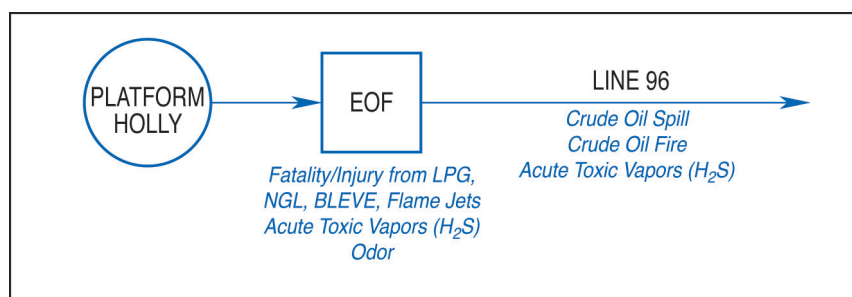 PLATFORM
HOLLY
EOF
LINE 96
Crude Oil Spill
Crude Oil Fire
Acute Toxic Vapors (H₂S)
Fatality/Injury from LPG,
NGL, BLEVE, Flame Jets
Acute Toxic Vapors (H₂S)
Odor